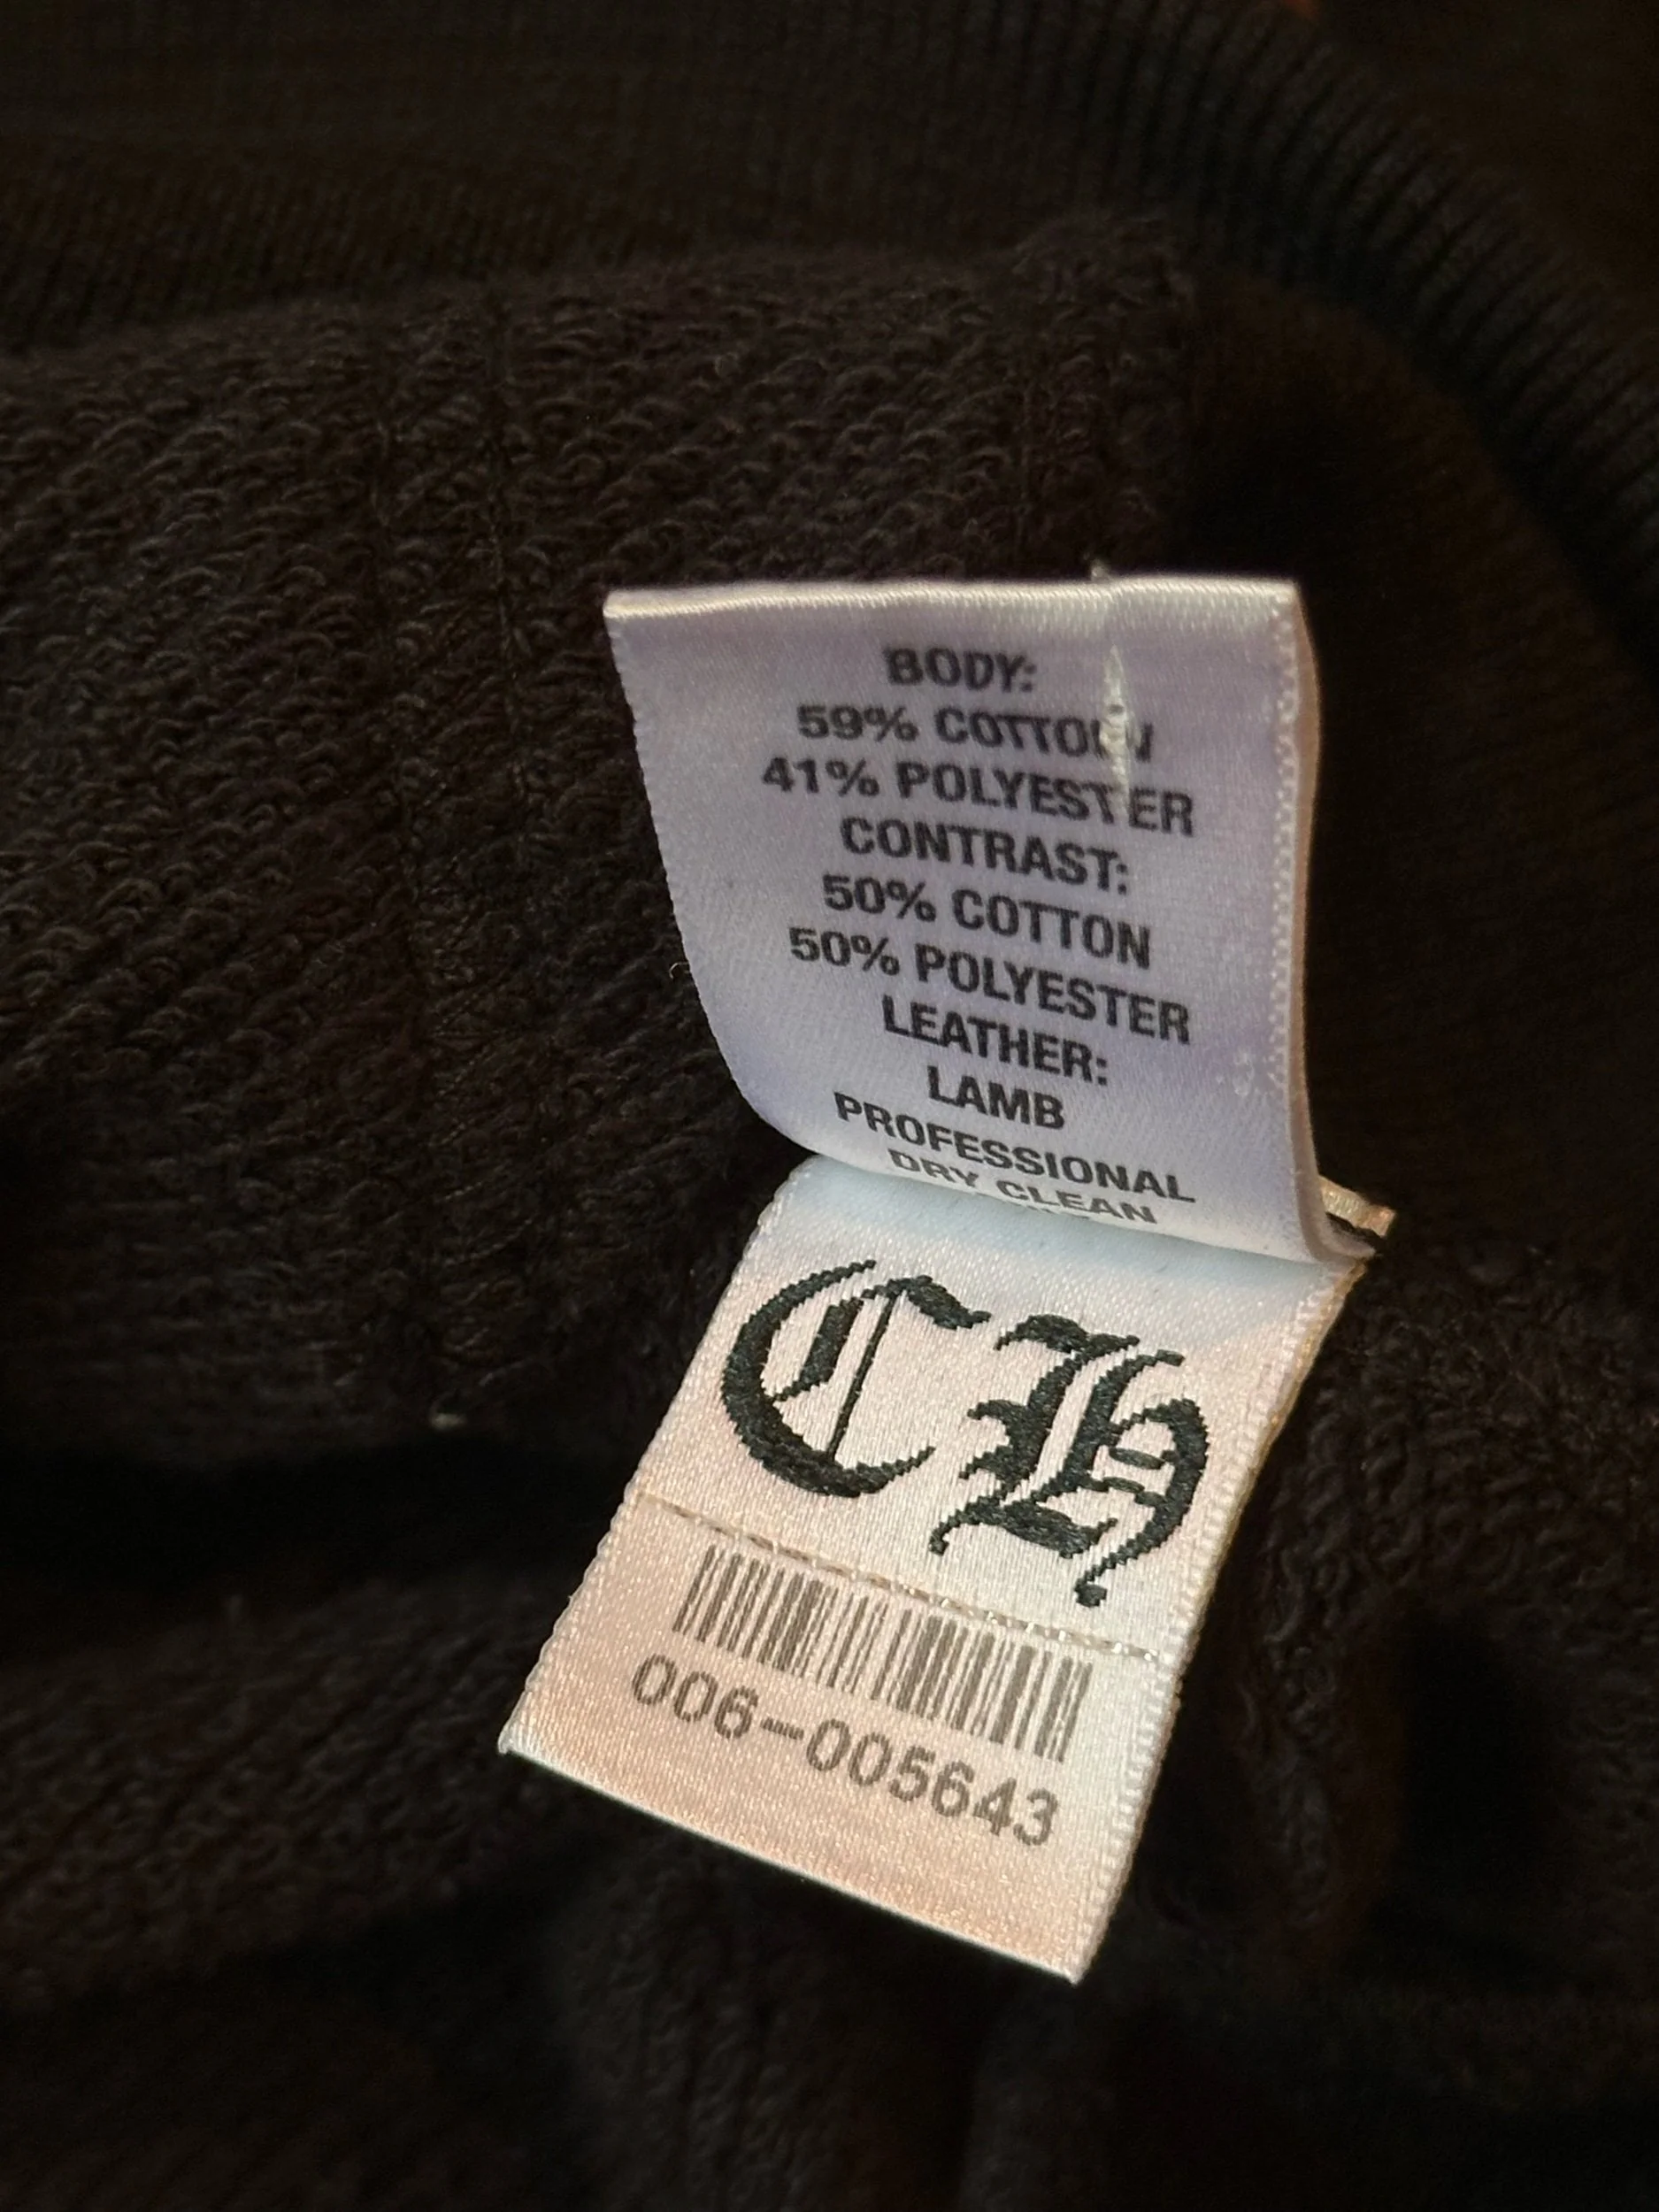 BODY:
59% COTTON
41% POLYESTER
CONTRAST:
50% COTTON
50% POLYESTER
LEATHER:
LAMB
PROFESSIONAL
DRY CLEAN
CH
006-005643